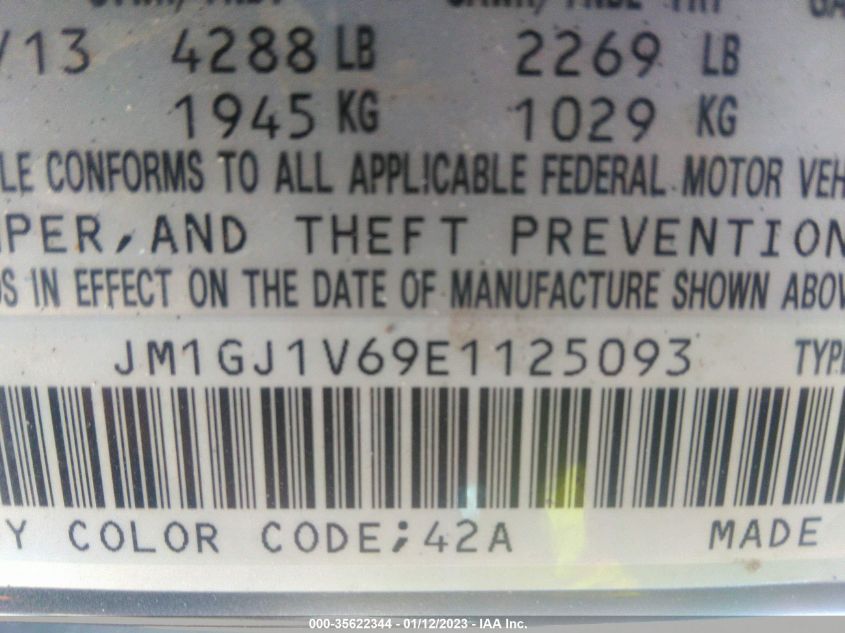 /13 4288 LB 2269 LB
1945 KG 1029 KG
LE CONFORMS TO ALL APPLICABLE FEDERAL MOTOR VEH
PER, AND THEFT PREVENTION
S IN EFFECT ON THE DATE OF MANUFACTURE SHOWN ABOV
JM1GJ1V69E1125093 TYPE
Y COLOR CODE;42A MADE
000-35622344 - 01/12/2023 - IAA Inc.